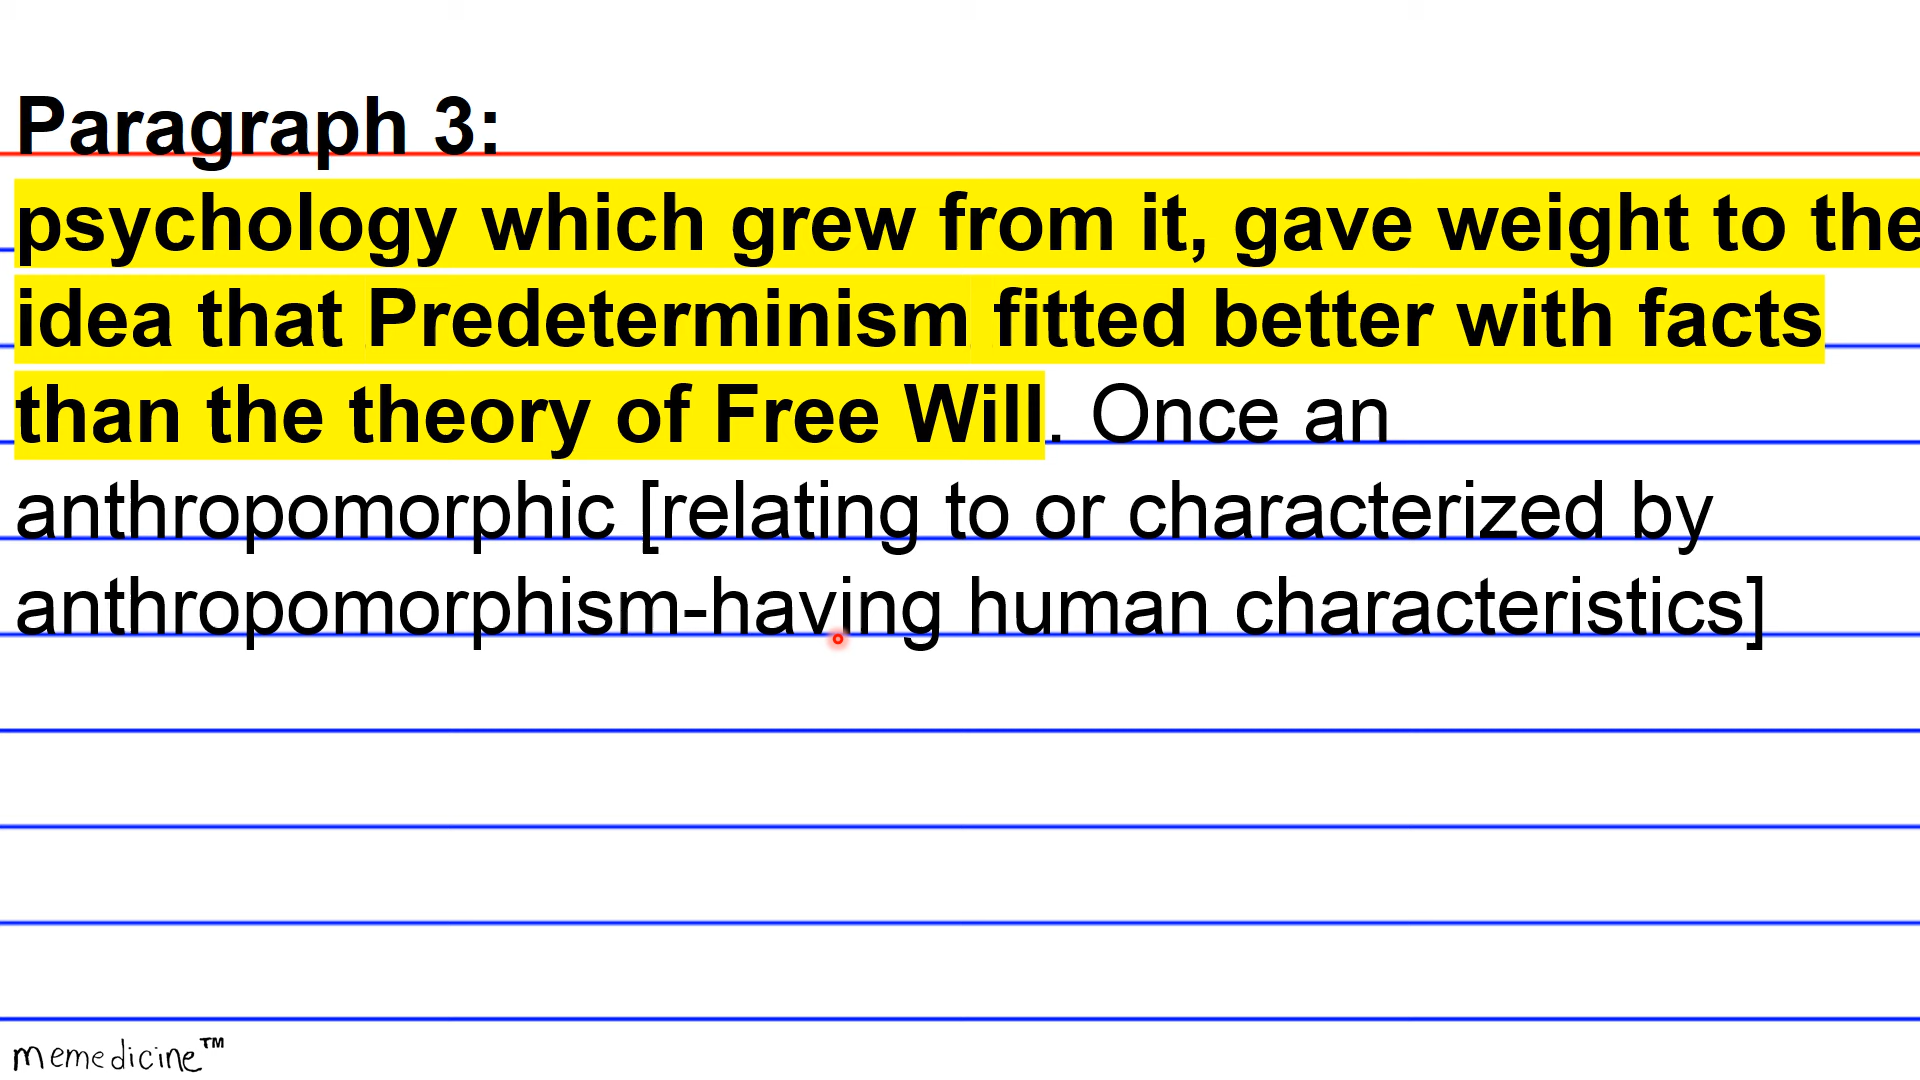 Paragraph 3:
psychology which grew from it, gave weight to the
idea that Predeterminism fitted better with facts
than the theory of Free Will. Once an
anthropomorphic [relating to or characterized by
anthropomorphism-having human characteristics]
memedicine™